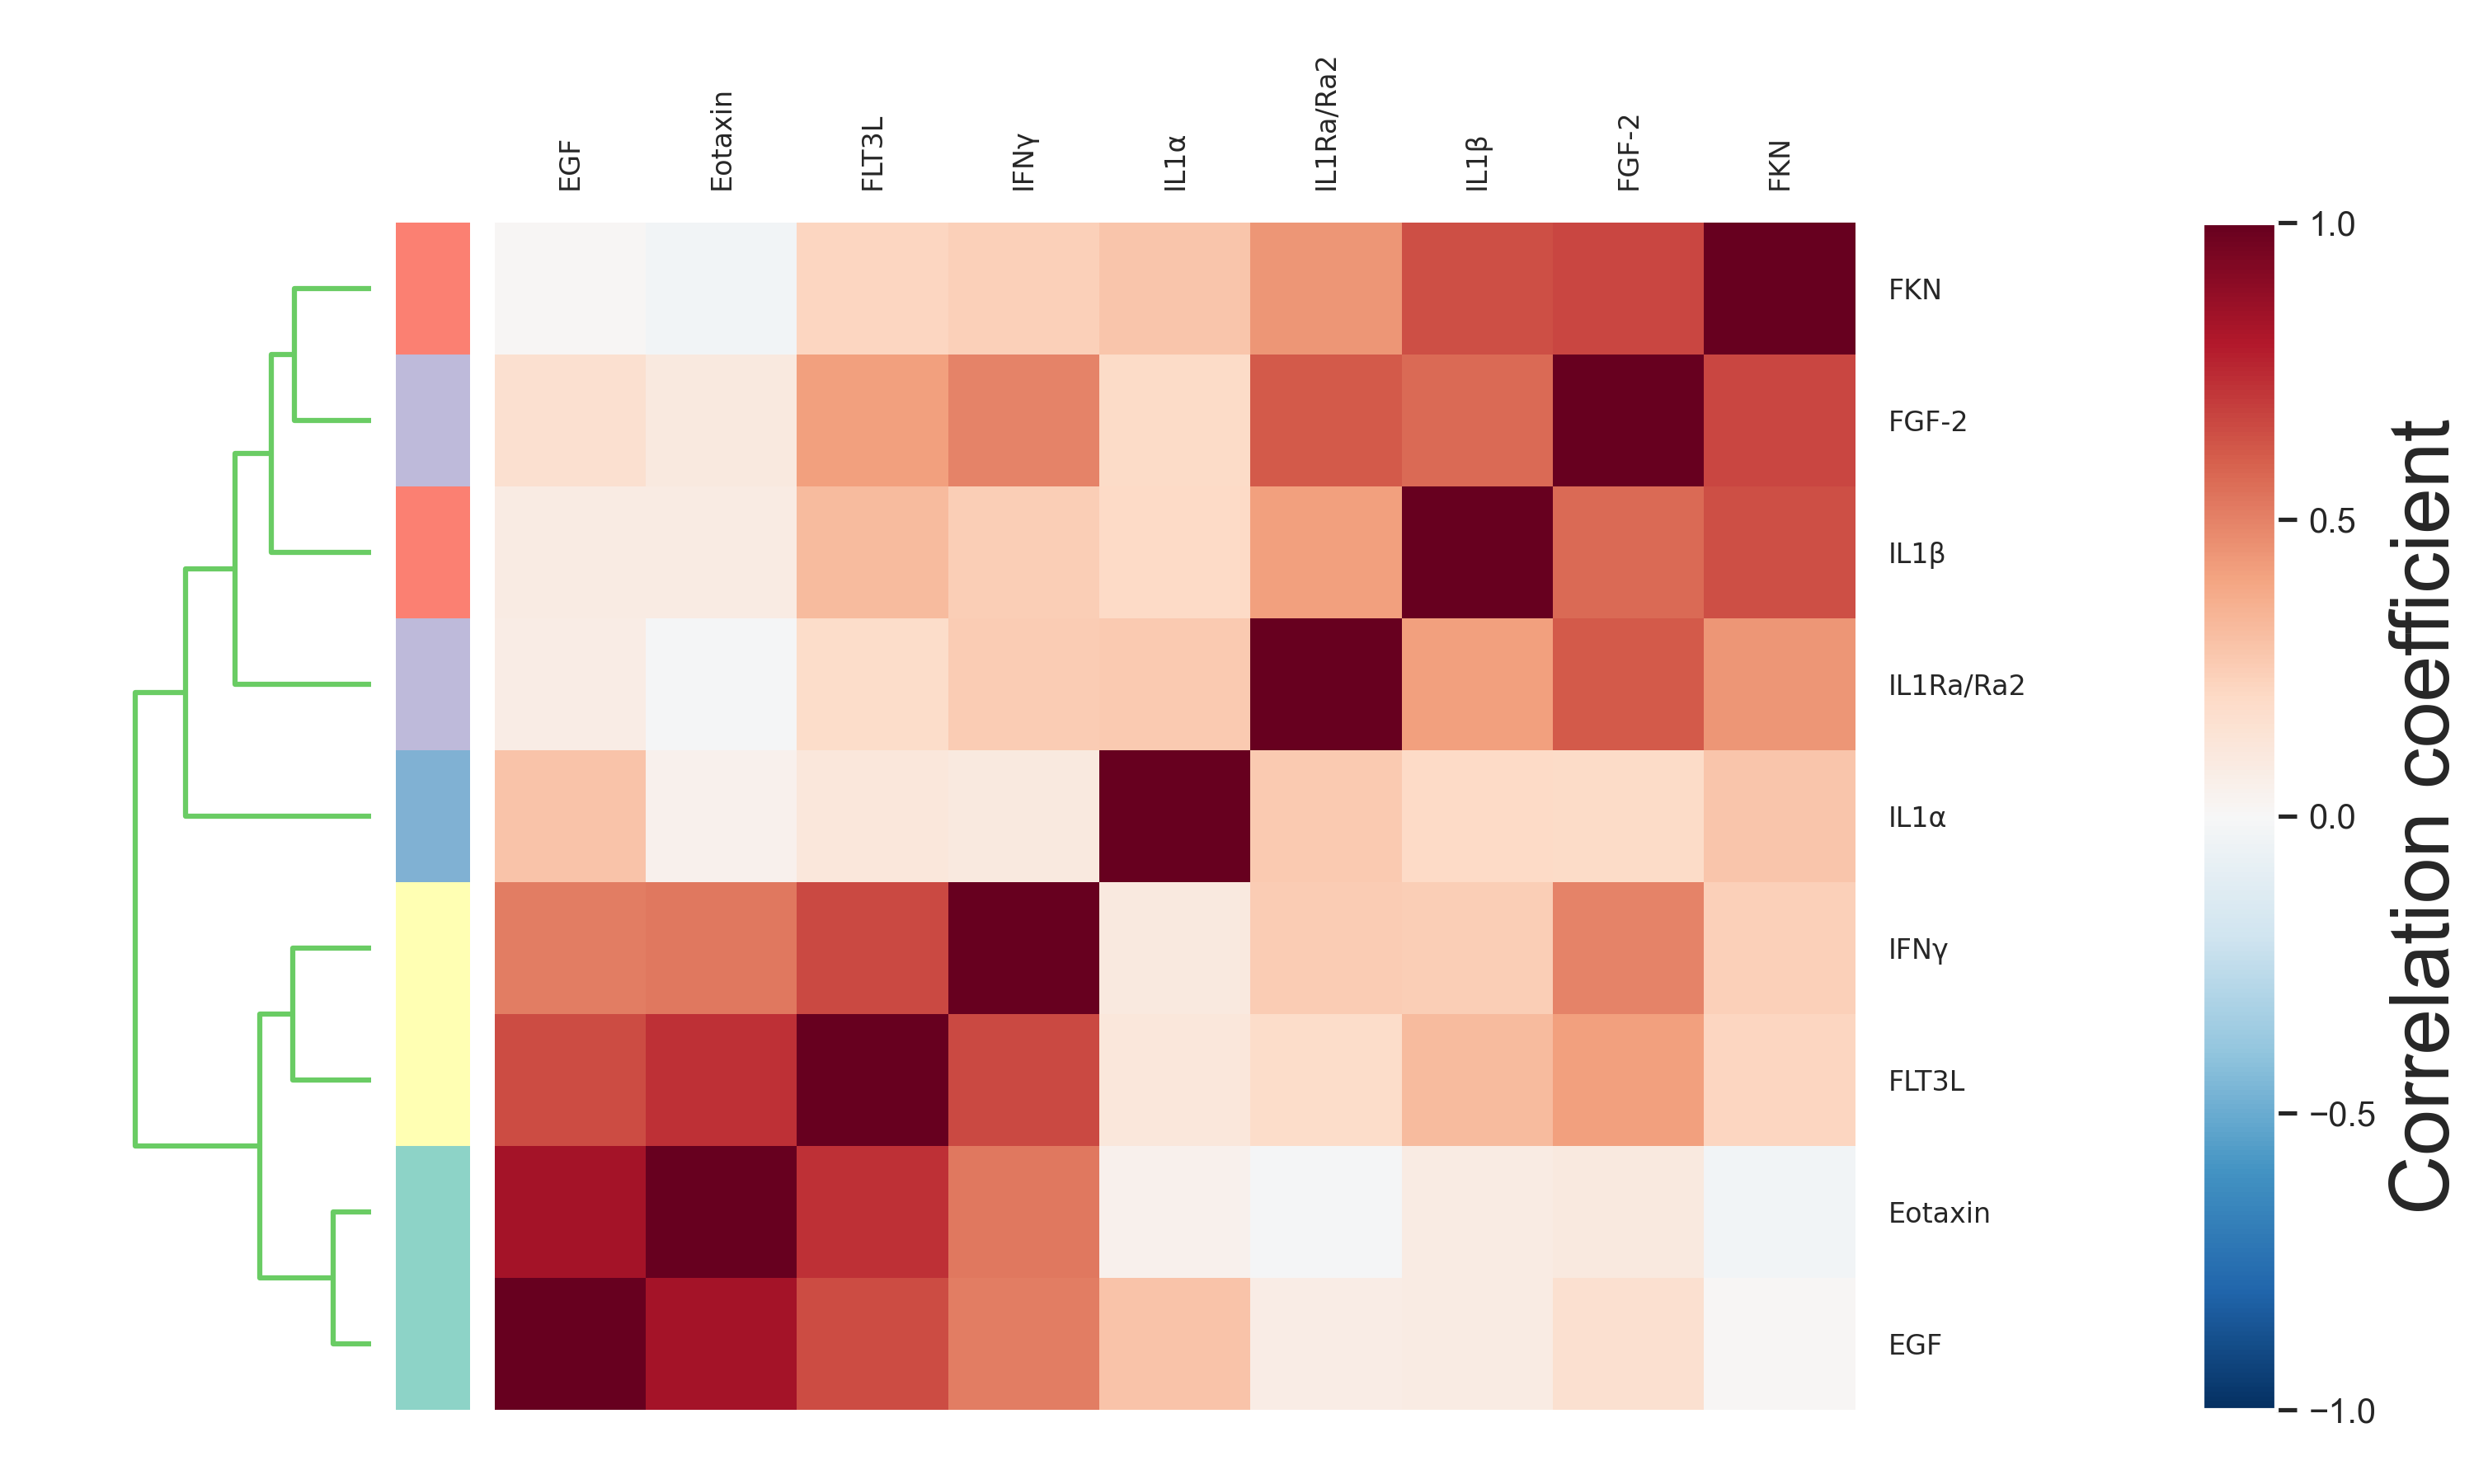 EGF
Eotaxin
FLT3L
IFNγ
IL1α
IL1Ra/Ra2
IL1β
FGF-2
FKN
FKN
FGF-2
IL1β
IL1Ra/Ra2
IL1α
IFNγ
FLT3L
Eotaxin
EGF
1.0
0.5
0.0
−0.5
−1.0
Correlation coefficient